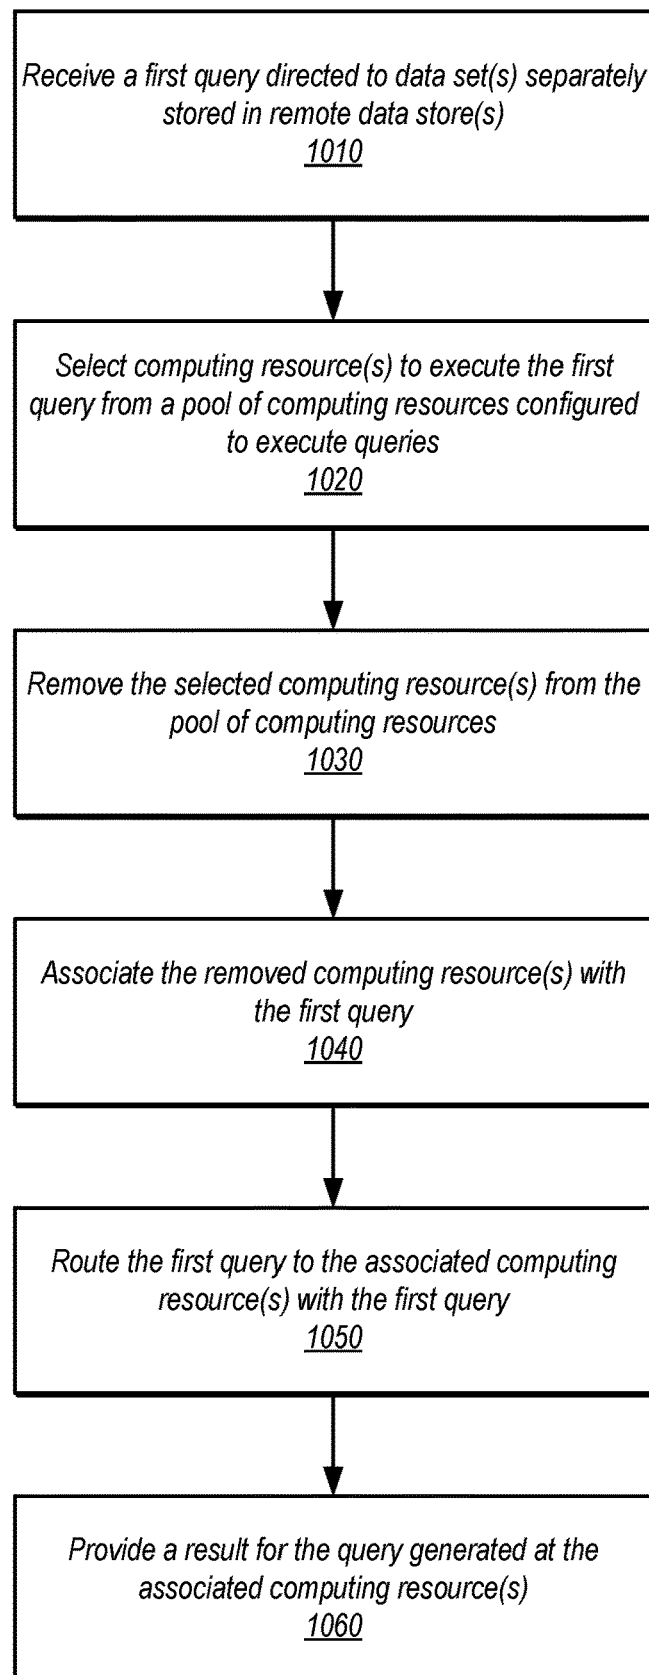 Receive a first query directed to data set(s) separately
stored in remote data store(s)
1010
Select computing resource(s) to execute the first
query from a pool of computing resources configured
to execute queries
1020
Remove the selected computing resource(s) from the
pool of computing resources
1030
Associate the removed computing resource(s) with
the first query
1040
Route the first query to the associated computing
resource(s) with the first query
1050
Provide a result for the query generated at the
associated computing resource(s)
1060